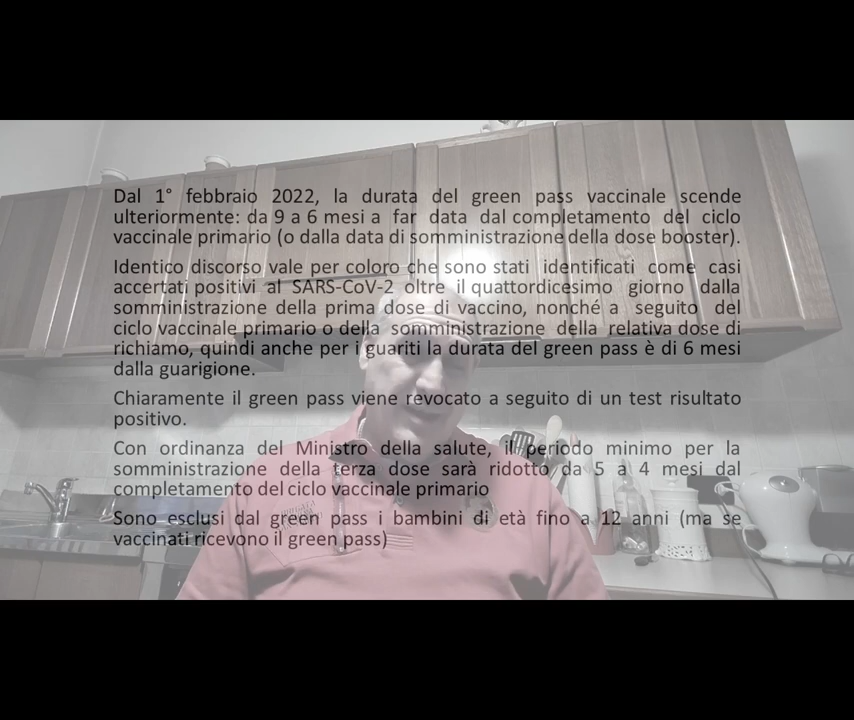 Dal 1° febbraio 2022, la durata del green pass vaccinale scende
ulteriormente: da 9 a 6 mesi a far data dal completamento del ciclo
vaccinale primario (o dalla data di somministrazione della dose booster).
Identico discorso vale per coloro che sono stati identificati come casi
accertati positivi al SARS-CoV-2 oltre il quattordicesimo giorno dalla
somministrazione della prima dose di vaccino, nonché a seguito del
ciclo vaccinale primario o della somministrazione della relativa dose di
richiamo, quindi anche per i guariti la durata del green pass è di 6 mesi
dalla guarigione.
Chiaramente il green pass viene revocato a seguito di un test risultato
positivo.
Con ordinanza del Ministro della salute, il periodo minimo per la
somministrazione della terza dose sarà ridotto da 5 a 4 mesi dal
completamento del ciclo vaccinale primario
Sono esclusi dal green pass i bambini di età fino a 12 anni (ma se
vaccinati ricevono il green pass)